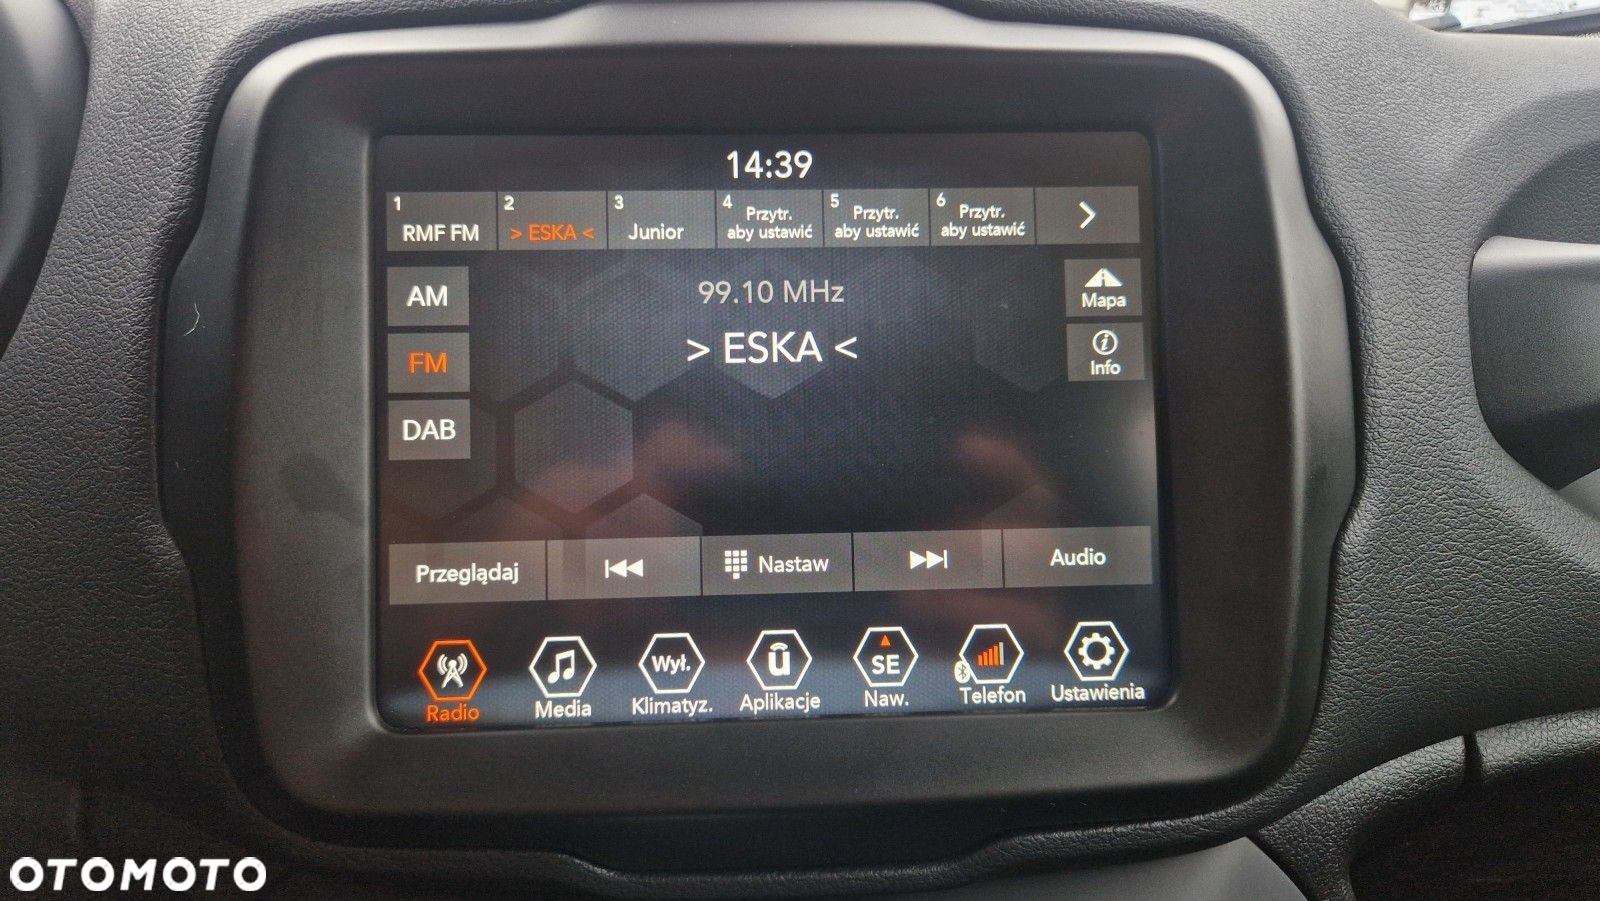 14:39
1 RMF FM
2 > ESKA <
3 Junior
4 Przytr. aby ustawić
5 Przytr. aby ustawić
6 Przytr. aby ustawić
AM
FM
DAB
99.10 MHz
> ESKA <
Mapa
Info
Przeglądaj
Nastaw
Audio
Radio
Media
Wył.
Klimatyz.
Aplikacje
SE
Naw.
Telefon
Ustawienia
OTOMOTO